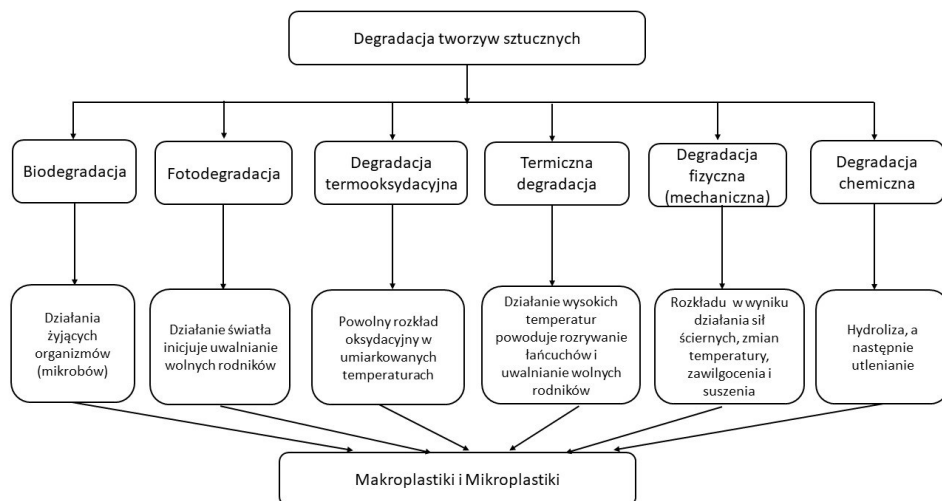 Degradacja tworzyw sztucznych
Biodegradacja
Fotodegradacja
Degradacja
termooksydacyjna
Termiczna
degradacja
Degradacja
fizyczna
(mechaniczna)
Degradacja
chemiczna
Działania
żyjących
organizmów
(mikrobów)
Działanie światła
inicjuje uwalnianie
wolnych rodników
Powolny rozkład
oksydacyjny w
umiarkowanych
temperaturach
Działanie wysokich
temperatur
powoduje rozrywanie
łańcuchów i
uwalnianie wolnych
rodników
Rozkładu w wyniku
działania sił
ściernych, zmian
temperatury,
zawilgocenia i
suszenia
Hydroliza, a
następnie
utlenianie
Makroplastiki i Mikroplastiki